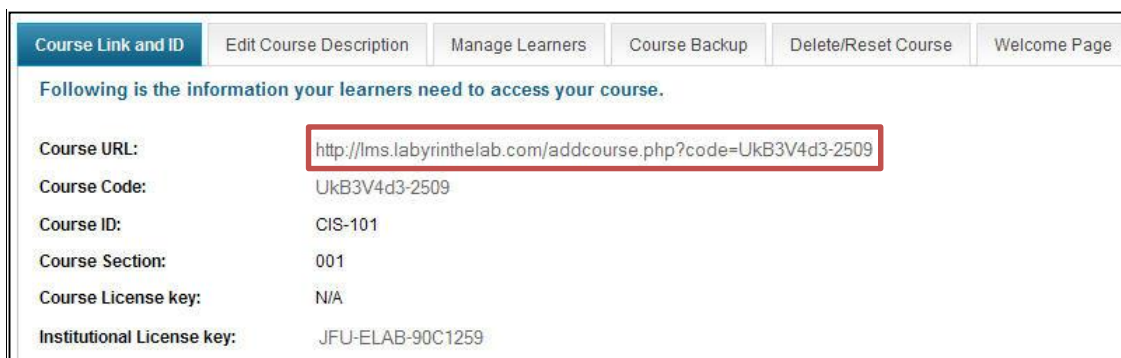 Course Link and ID Edit Course Description Manage Learners Course Backup Delete/Reset Course Welcome Page
Following is the information your learners need to access your course.
Course URL: http://lms.labyrinthelab.com/addcourse.php?code=UkB3V4d3-2509
Course Code: UkB3V4d3-2509
Course ID: CIS-101
Course Section: 001
Course License key: N/A
Institutional License key: JFU-ELAB-90C1259